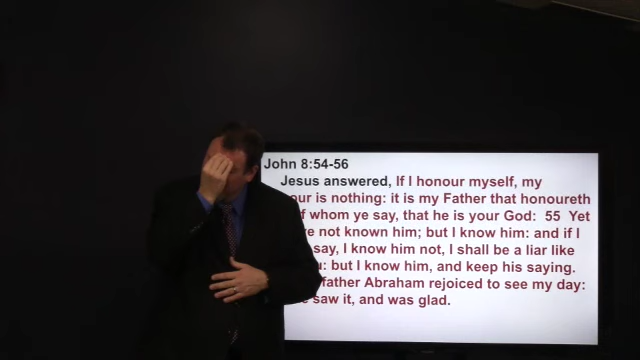 John 8:54-56
Jesus answered, If I honour myself, my
our is nothing: it is my Father that honoureth
f whom ye say, that he is your God: 55 Yet
e not known him; but I know him: and if I
say, I know him not, I shall be a liar like
: but I know him, and keep his saying.
father Abraham rejoiced to see my day:
saw it, and was glad.